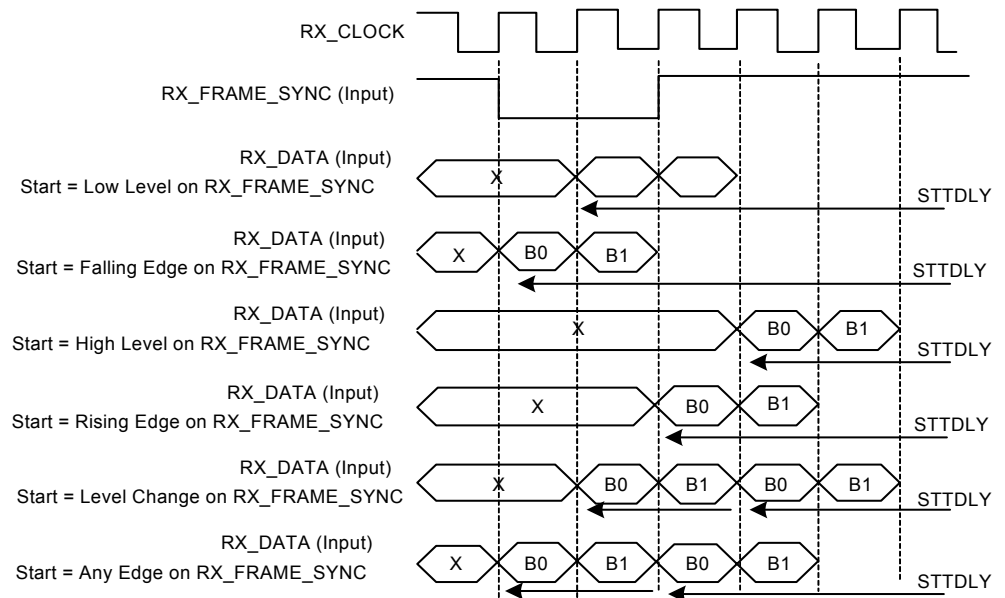 RX_CLOCK
RX_FRAME_SYNC (Input)
RX_DATA (Input)
Start = Low Level on RX_FRAME_SYNC
X
STTDLY
RX_DATA (Input)
Start = Falling Edge on RX_FRAME_SYNC
X B0 B1
STTDLY
RX_DATA (Input)
Start = High Level on RX_FRAME_SYNC
X B0 B1
STTDLY
RX_DATA (Input)
Start = Rising Edge on RX_FRAME_SYNC
X B0 B1
STTDLY
RX_DATA (Input)
Start = Level Change on RX_FRAME_SYNC
X B0 B1 B0 B1
STTDLY
RX_DATA (Input)
Start = Any Edge on RX_FRAME_SYNC
X B0 B1 B0 B1
STTDLY